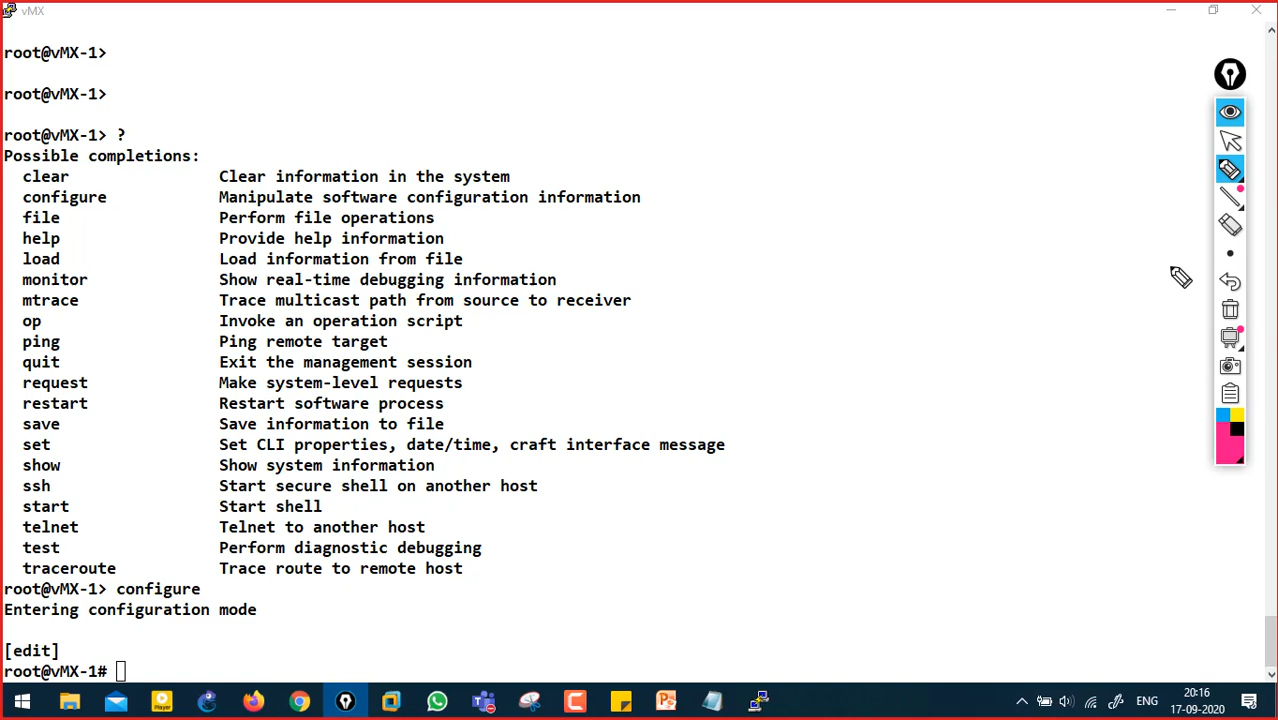 vMX
root@vMX-1>
root@vMX-1>
root@vMX-1> ?
Possible completions:
clear Clear information in the system
configure Manipulate software configuration information
file Perform file operations
help Provide help information
load Load information from file
monitor Show real-time debugging information
mtrace Trace multicast path from source to receiver
op Invoke an operation script
ping Ping remote target
quit Exit the management session
request Make system-level requests
restart Restart software process
save Save information to file
set Set CLI properties, date/time, craft interface message
show Show system information
ssh Start secure shell on another host
start Start shell
telnet Telnet to another host
test Perform diagnostic debugging
traceroute Trace route to remote host
root@vMX-1> configure
Entering configuration mode
[edit]
root@vMX-1#
Player
ENG
20:16
17-09-2020